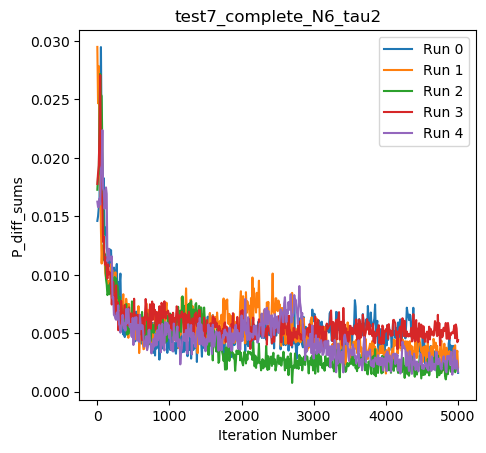 test7_complete_N6_tau2
0.030
0.025
0.020
0.015
0.010
0.005
0.000
P_diff_sums
Run 0
Run 1
Run 2
Run 3
Run 4
0 1000 2000 3000 4000 5000
Iteration Number